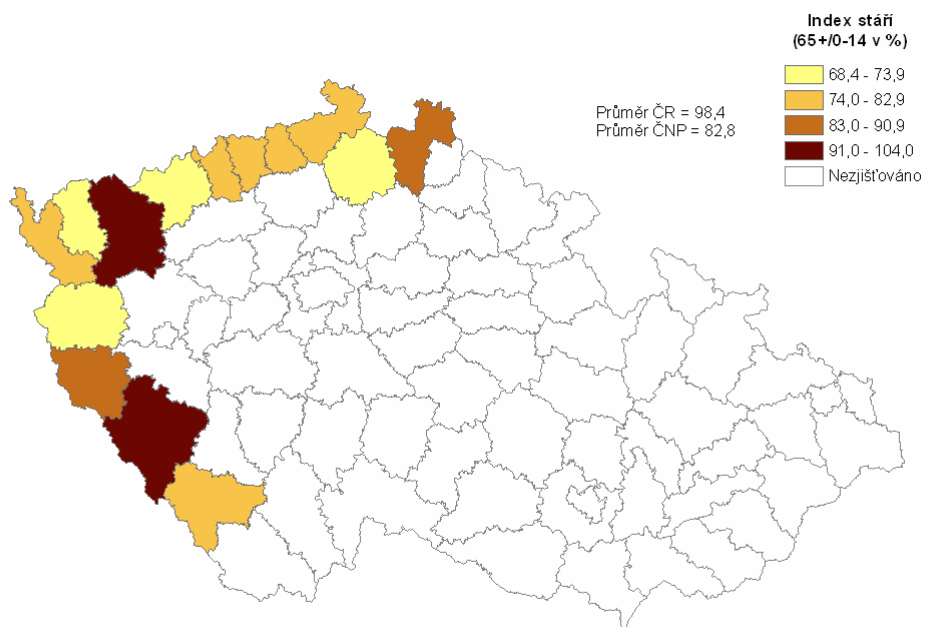 Index stáří
(65+/0-14 v %)
68,4 - 73,9
74,0 - 82,9
83,0 - 90,9
91,0 - 104,0
Nezjišťováno
Průměr ČR = 98,4
Průměr ČNP = 82,8